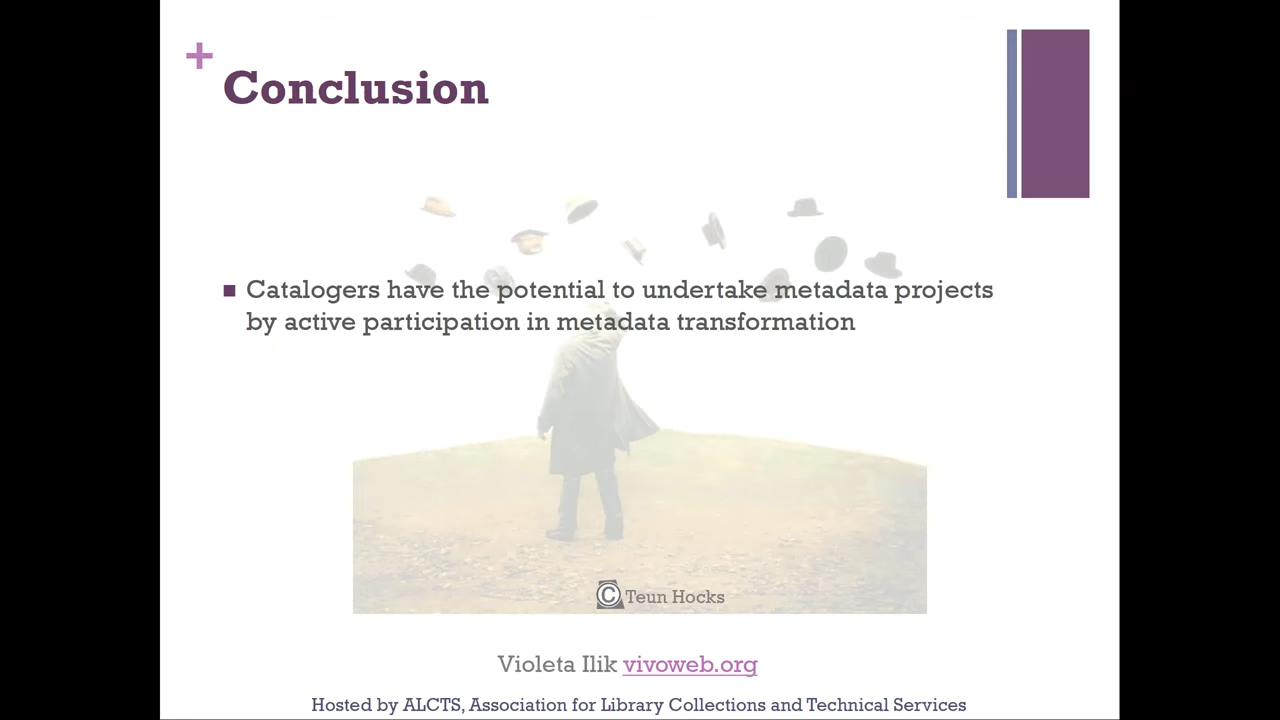 +
Conclusion
■ Catalogers have the potential to undertake metadata projects
by active participation in metadata transformation
© Teun Hocks
Violeta Ilik vivoweb.org
Hosted by ALCTS, Association for Library Collections and Technical Services